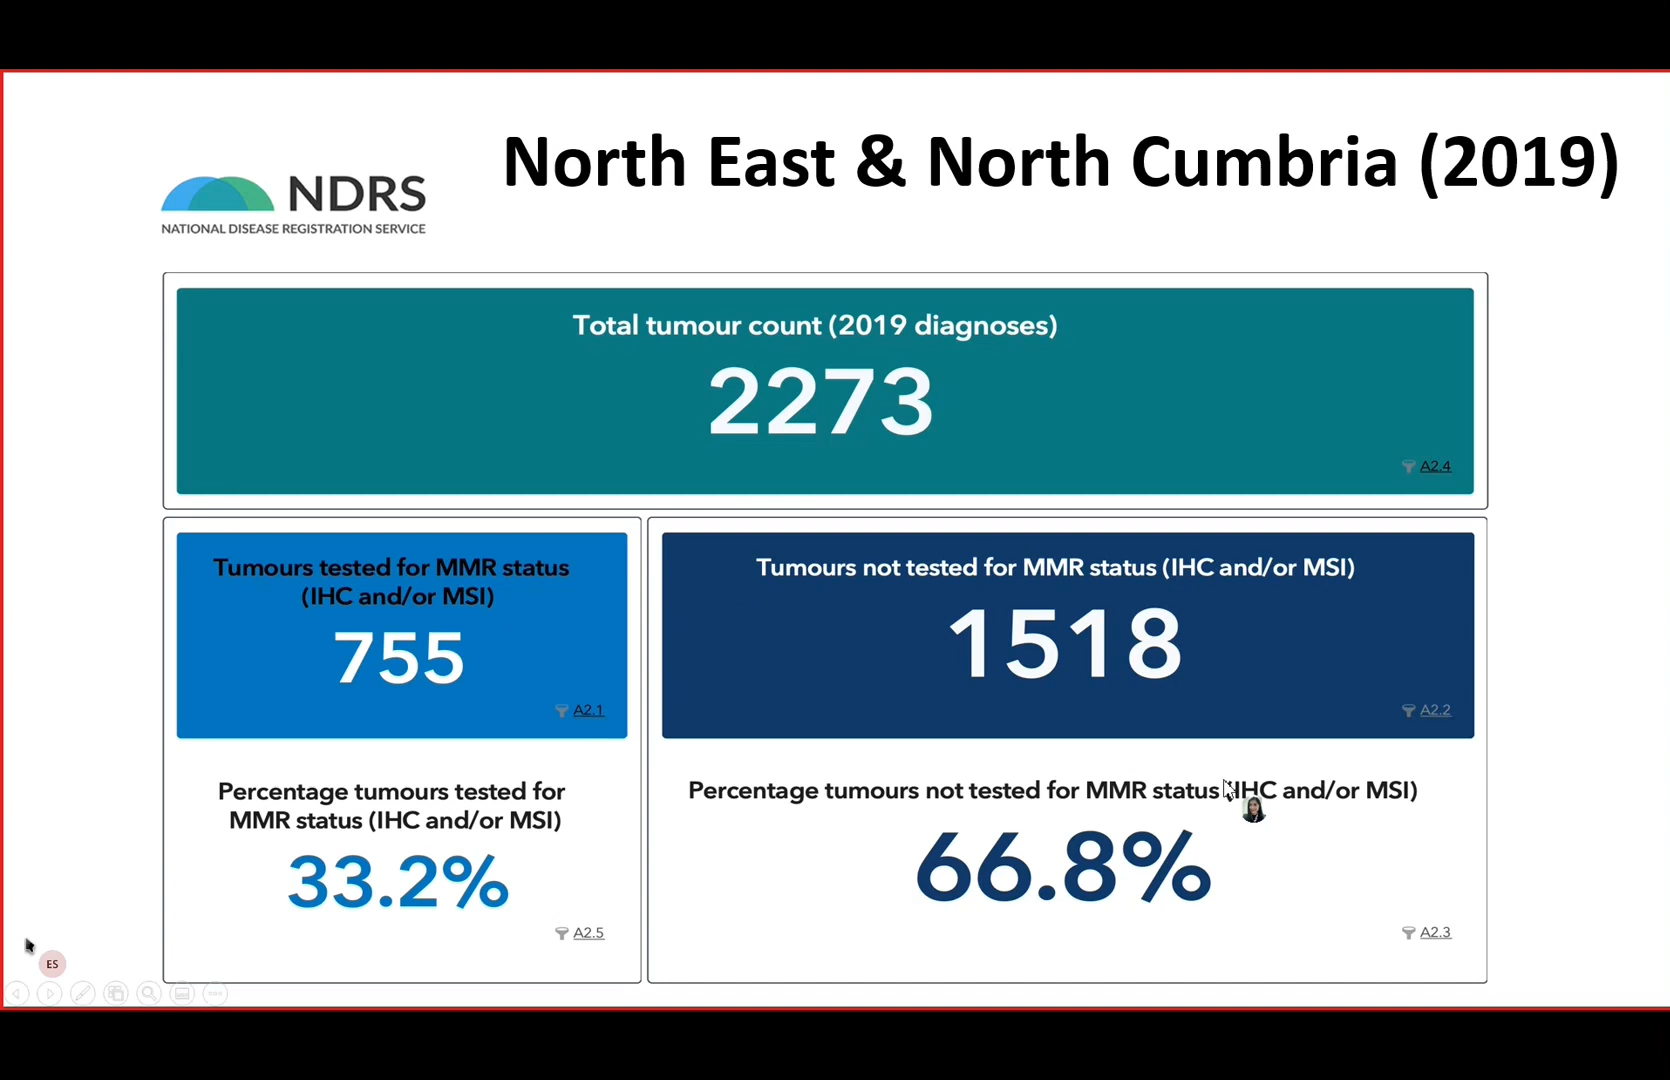 North East & North Cumbria (2019)
NDRS
NATIONAL DISEASE REGISTRATION SERVICE
Total tumour count (2019 diagnoses)
2273
A2.4
Tumours tested for MMR status
(IHC and/or MSI)
755
A2.1
Tumours not tested for MMR status (IHC and/or MSI)
1518
A2.2
Percentage tumours tested for
MMR status (IHC and/or MSI)
33.2%
A2.5
Percentage tumours not tested for MMR status (IHC and/or MSI)
66.8%
A2.3
ES